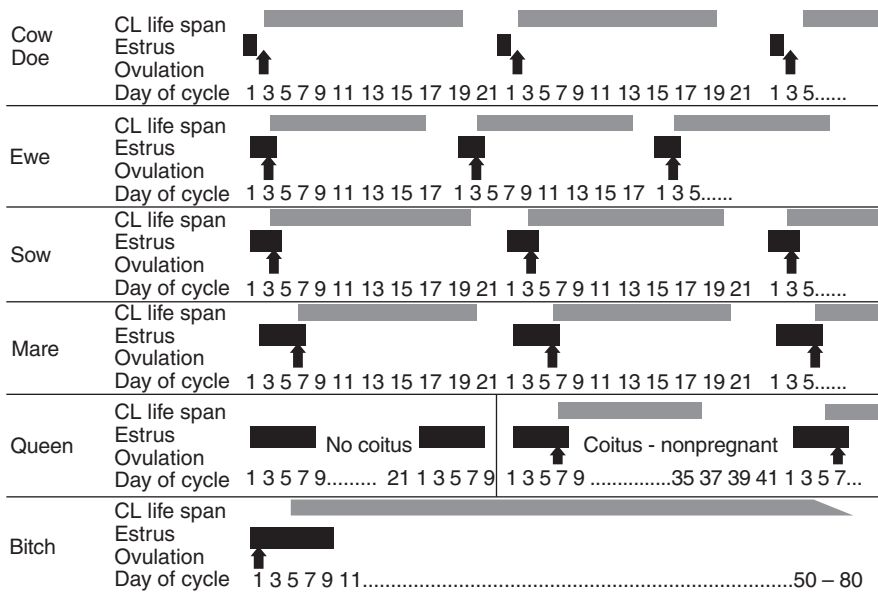 Cow
Doe
CL life span
Estrus
Ovulation
Day of cycle 1 3 5 7 9 11 13 15 17 19 21 1 3 5 7 9 11 13 15 17 19 21 1 3 5......
Ewe
CL life span
Estrus
Ovulation
Day of cycle 1 3 5 7 9 11 13 15 17 1 3 5 7 9 11 13 15 17 1 3 5......
Sow
CL life span
Estrus
Ovulation
Day of cycle 1 3 5 7 9 11 13 15 17 19 21 1 3 5 7 9 11 13 15 17 19 21 1 3 5......
Mare
CL life span
Estrus
Ovulation
Day of cycle 1 3 5 7 9 11 13 15 17 19 21 1 3 5 7 9 11 13 15 17 19 21 1 3 5......
Queen
CL life span
Estrus No coitus Coitus - nonpregnant
Ovulation
Day of cycle 1 3 5 7 9......... 21 1 3 5 7 9 1 3 5 7 9 ...............35 37 39 41 1 3 5 7...
Bitch
CL life span
Estrus
Ovulation
Day of cycle 1 3 5 7 9 11................................................................................50 – 80